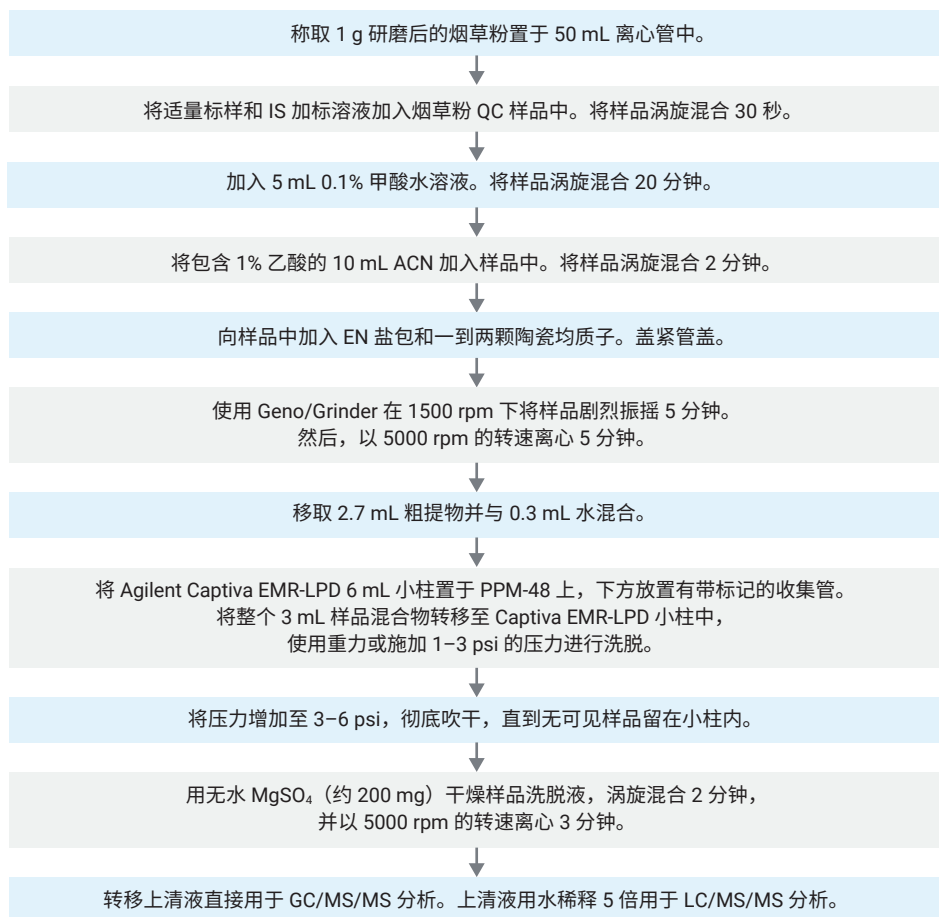 称取 1 g 研磨后的烟草粉置于 50 mL 离心管中。
将适量标样和 IS 加标溶液加入烟草粉 QC 样品中。将样品涡旋混合 30 秒。
加入 5 mL 0.1% 甲酸水溶液。将样品涡旋混合 20 分钟。
将包含 1% 乙酸的 10 mL ACN 加入样品中。将样品涡旋混合 2 分钟。
向样品中加入 EN 盐包和一到两颗陶瓷均质子。盖紧管盖。
使用 Geno/Grinder 在 1500 rpm 下将样品剧烈振摇 5 分钟。
然后，以 5000 rpm 的转速离心 5 分钟。
移取 2.7 mL 粗提物并与 0.3 mL 水混合。
将 Agilent Captiva EMR-LPD 6 mL 小柱置于 PPM-48 上，下方放置有带标记的收集管。
将整个 3 mL 样品混合物转移至 Captiva EMR-LPD 小柱中，
使用重力或施加 1–3 psi 的压力进行洗脱。
将压力增加至 3–6 psi，彻底吹干，直到无可见样品留在小柱内。
用无水 MgSO₄（约 200 mg）干燥样品洗脱液，涡旋混合 2 分钟，
并以 5000 rpm 的转速离心 3 分钟。
转移上清液直接用于 GC/MS/MS 分析。上清液用水稀释 5 倍用于 LC/MS/MS 分析。